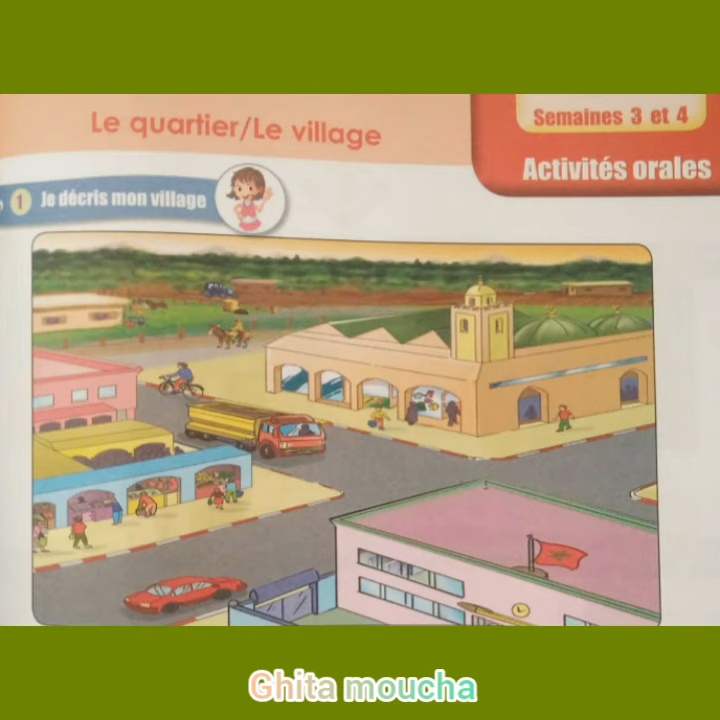 Le quartier/Le village
Semaines 3 et 4
Activités orales
1 Je décris mon village
Ghita moucha